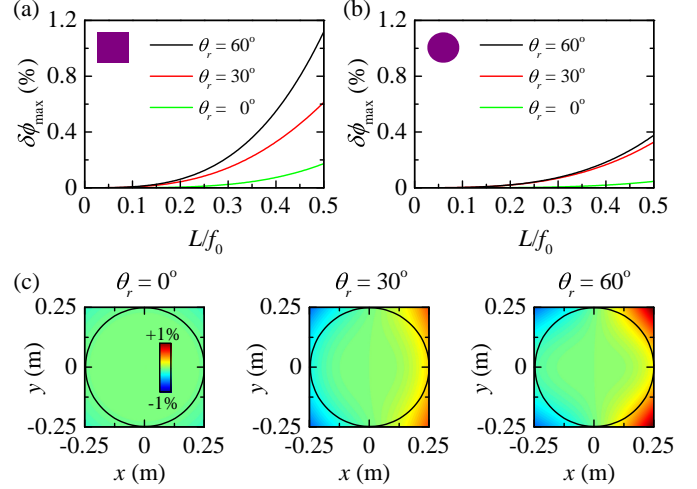 (a) (b)
1.2 1.2
θr = 60° θr = 60°
δϕmax (%) 0.8 θr = 30° δϕmax (%) 0.8 θr = 30°
θr = 0° θr = 0°
0.4 0.4
0 0
0 0.1 0.2 0.3 0.4 0.5 0 0.1 0.2 0.3 0.4 0.5
L/f0 L/f0
(c) θr = 0° θr = 30° θr = 60°
0.25 0.25 0.25
+1%
y (m) 0 y (m) 0 y (m) 0
-1%
-0.25 -0.25 -0.25
-0.25 0 0.25 -0.25 0 0.25 -0.25 0 0.25
x (m) x (m) x (m)